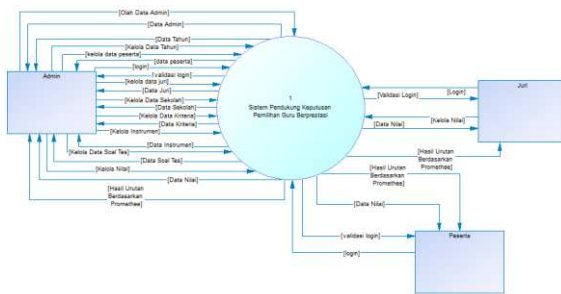 [Olah Data Admin]
[Data Admin]
[Data Tahun]
[Kelola Data Tahun]
[kelola data peserta]
[data peserta]
[login]
[validasi login]
[kelola data juri]
[Data Juri]
[Kelola Data Sekolah]
[Data Sekolah]
[Kelola Data Kriteria]
[Data Kriteria]
[Kelola Instrumen]
[Data Instrumen]
[Kelola Data Soal Tes]
[Data Soal Tes]
[Kelola Nilai]
[Data Nilai]
[Hasil Urutan
Berdasarkan
Promethee]
Admin
1
Sistem Pendukung Keputusan
Pemilihan Guru Berprestasi
Juri
[Login]
[Validasi Login]
[Kelola Nilai]
[Data Nilai]
[Hasil Urutan
Berdasarkan
Promethee]
[Hasil Urutan
Berdasarkan
Promethee]
[Data Nilai]
Peserta
[validasi login]
[login]